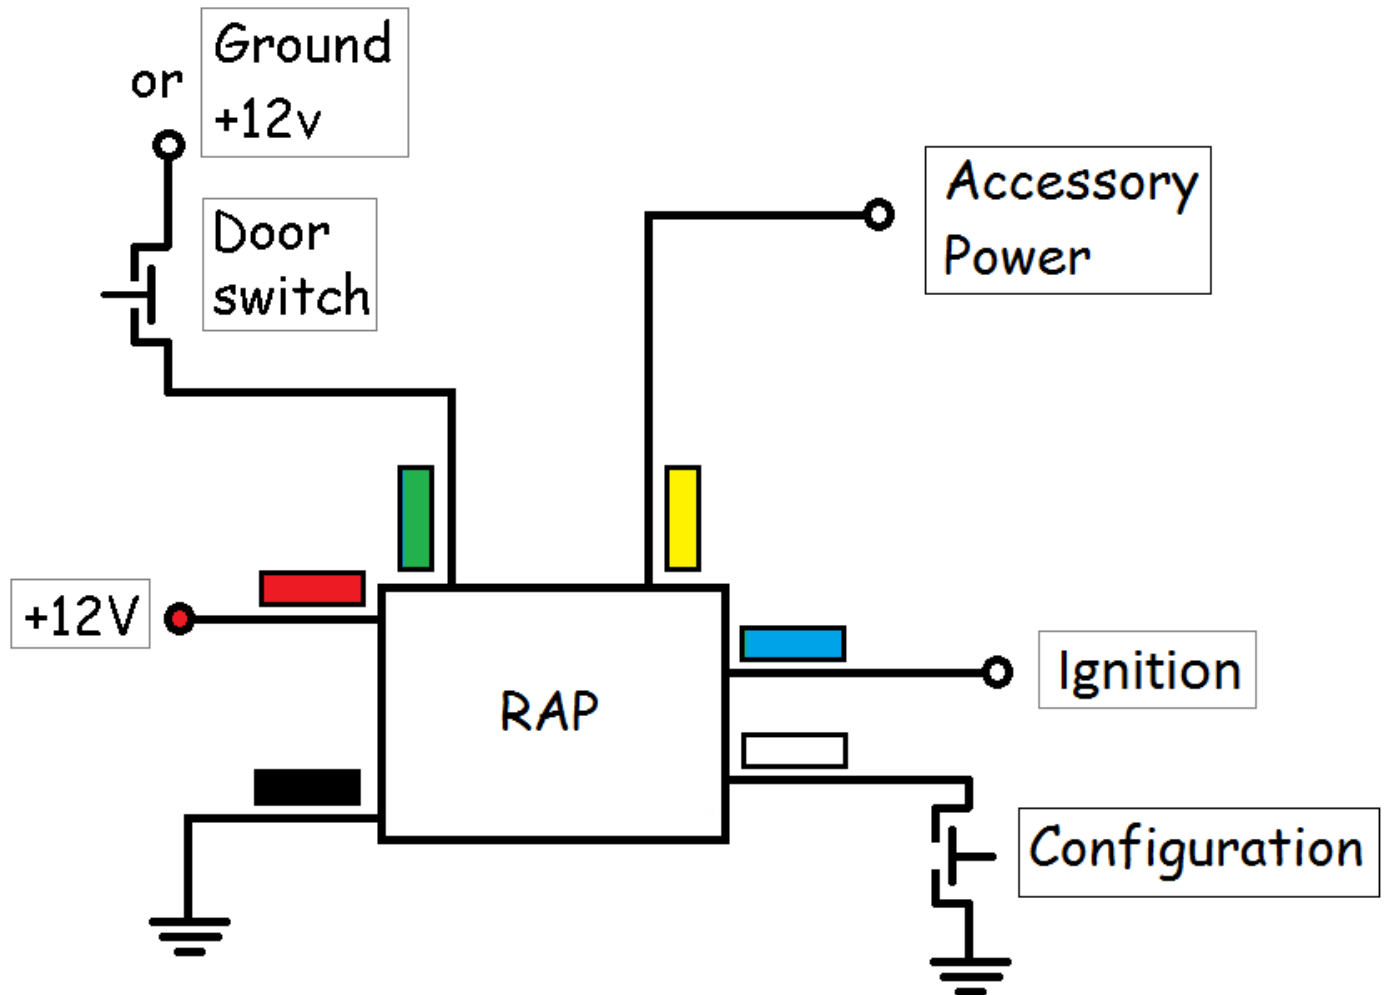 or
Ground
+12v
Door
switch
Accessory
Power
+12V
RAP
Ignition
Configuration